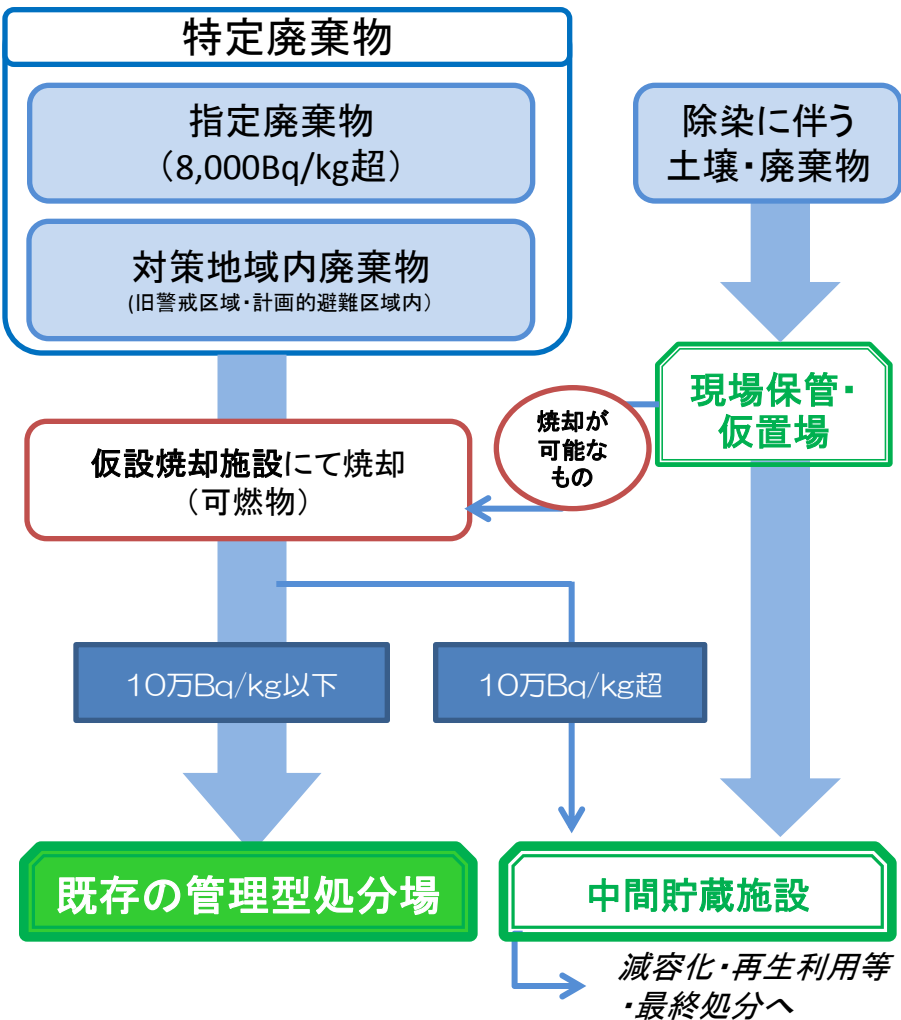 特定廃棄物
指定廃棄物
（8,000Bq/kg超）
対策地域内廃棄物
(旧警戒区域・計画的避難区域内）
除染に伴う
土壌・廃棄物
現場保管・
仮置場
焼却が
可能な
もの
仮設焼却施設にて焼却
（可燃物）
10万Bq/kg以下
10万Bq/kg超
既存の管理型処分場
中間貯蔵施設
減容化・再生利用等
・最終処分へ